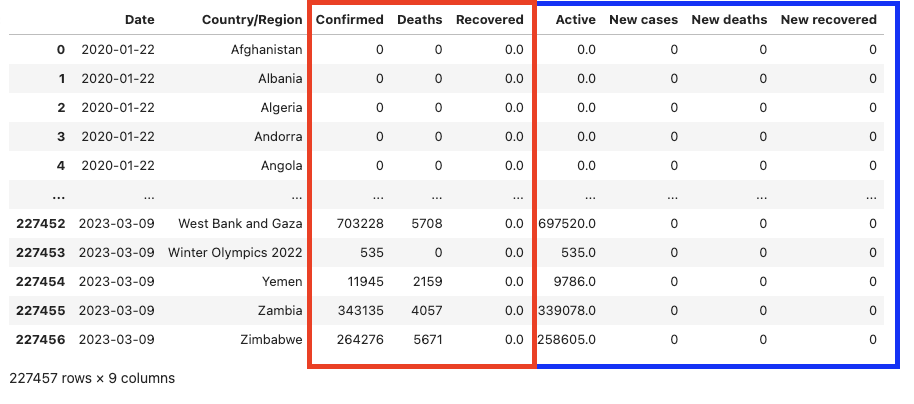 Date Country/Region Confirmed Deaths Recovered Active New cases New deaths New recovered
0 2020-01-22 Afghanistan 0 0 0.0 0.0 0 0 0
1 2020-01-22 Albania 0 0 0.0 0.0 0 0 0
2 2020-01-22 Algeria 0 0 0.0 0.0 0 0 0
3 2020-01-22 Andorra 0 0 0.0 0.0 0 0 0
4 2020-01-22 Angola 0 0 0.0 0.0 0 0 0
... ... ... ... ... ... ... ... ... ...
227452 2023-03-09 West Bank and Gaza 703228 5708 0.0 697520.0 0 0 0
227453 2023-03-09 Winter Olympics 2022 535 0 0.0 535.0 0 0 0
227454 2023-03-09 Yemen 11945 2159 0.0 9786.0 0 0 0
227455 2023-03-09 Zambia 343135 4057 0.0 339078.0 0 0 0
227456 2023-03-09 Zimbabwe 264276 5671 0.0 258605.0 0 0 0
227457 rows × 9 columns